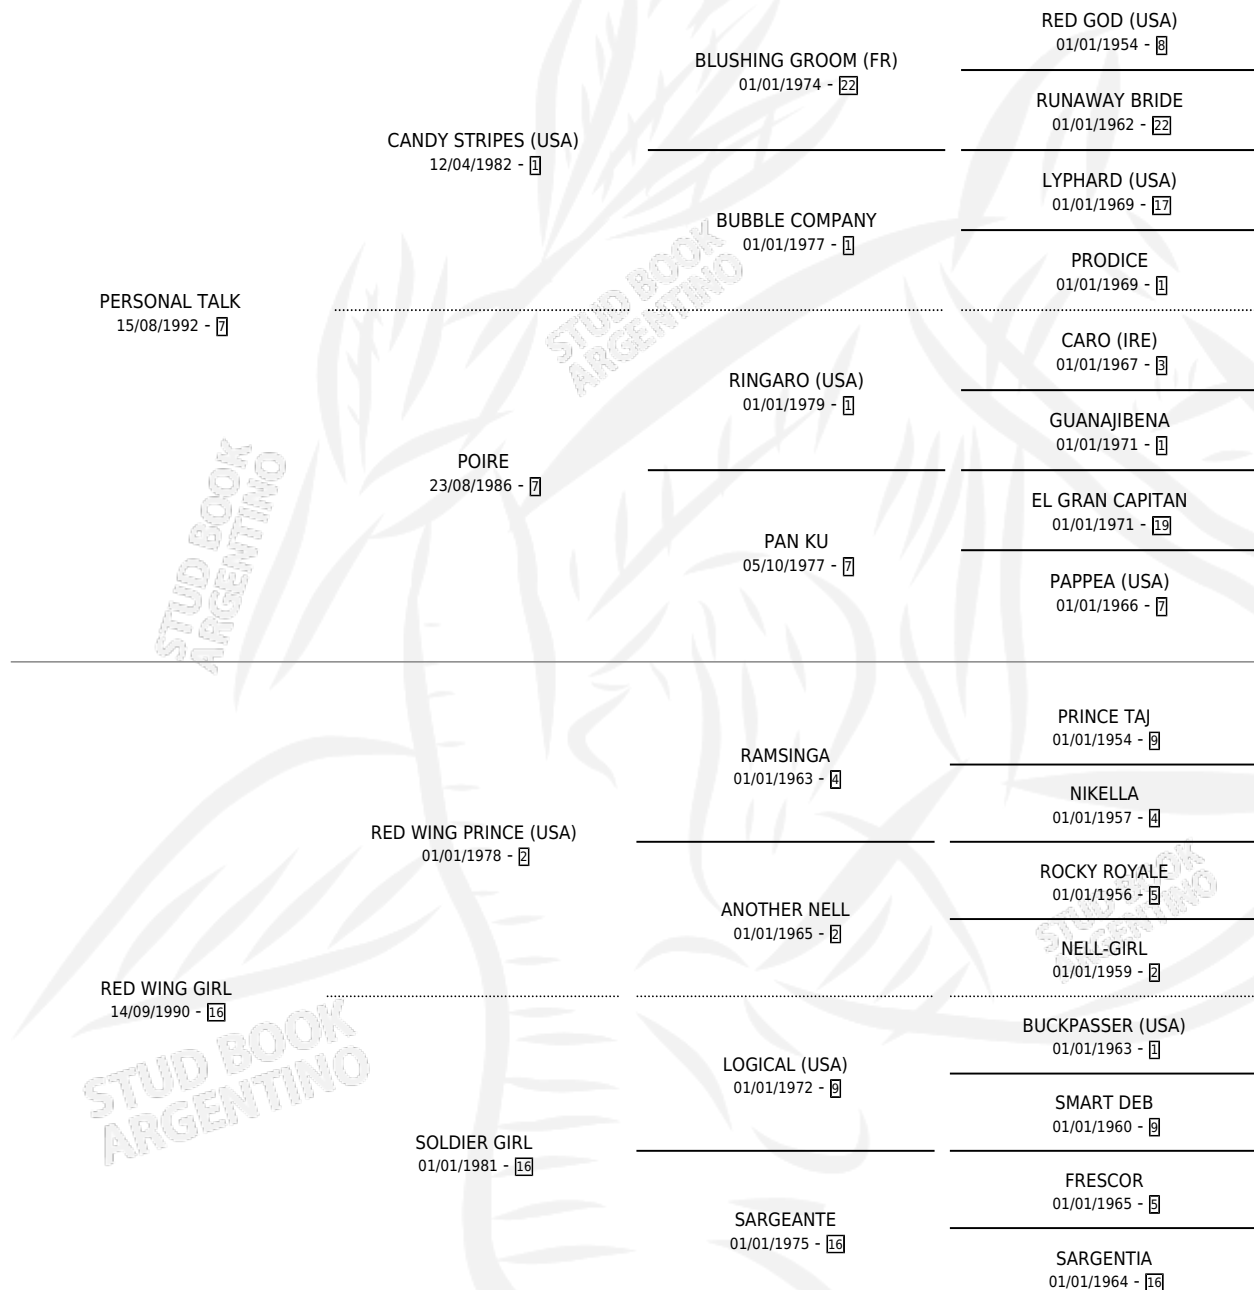 RED GOD (USA)
01/01/1954 - 8
BLUSHING GROOM (FR)
01/01/1974 - 22
RUNAWAY BRIDE
01/01/1962 - 22
CANDY STRIPES (USA)
12/04/1982 - 1
LYPHARD (USA)
01/01/1969 - 17
BUBBLE COMPANY
01/01/1977 - 1
PRODICE
01/01/1969 - 1
PERSONAL TALK
15/08/1992 - 7
STUD BOOK
ARGENTINO
CARO (IRE)
01/01/1967 - 3
RINGARO (USA)
01/01/1979 - 1
GUANAJIBENA
01/01/1971 - 1
POIRE
23/08/1986 - 7
EL GRAN CAPITAN
01/01/1971 - 19
PAN KU
05/10/1977 - 7
PAPPEA (USA)
01/01/1966 - 7
STUD BOOK
ARGENTINO
PRINCE TAJ
01/01/1954 - 9
RAMSINGA
01/01/1963 - 4
NIKELLA
01/01/1957 - 4
RED WING PRINCE (USA)
01/01/1978 - 2
ROCKY ROYALE
01/01/1956 - 5
STUD BOOK
ARGENTINO
ANOTHER NELL
01/01/1965 - 2
NELL-GIRL
01/01/1959 - 2
RED WING GIRL
14/09/1990 - 16
STUD BOOK
ARGENTINO
BUCKPASSER (USA)
01/01/1963 - 1
LOGICAL (USA)
01/01/1972 - 9
SMART DEB
01/01/1960 - 9
SOLDIER GIRL
01/01/1981 - 16
FRESCOR
01/01/1965 - 5
SARGEANTE
01/01/1975 - 16
SARGENTIA
01/01/1964 - 16